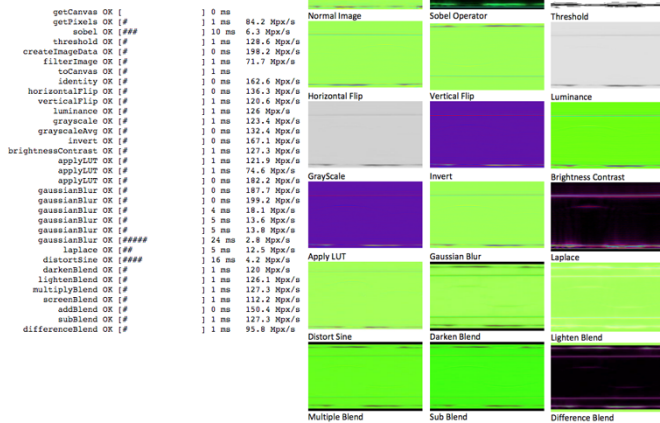 getCanvas OK [ ] 0 ms
getPixels OK [# ] 1 ms 84.2 Mpx/s
sobel OK [### ] 10 ms 6.3 Mpx/s
threshold OK [# ] 1 ms 128.6 Mpx/s
createImageData OK [# ] 0 ms 198.2 Mpx/s
filterImage OK [# ] 1 ms 71.7 Mpx/s
toCanvas OK [# ] 1 ms
identity OK [# ] 0 ms 162.6 Mpx/s
horizontalFlip OK [# ] 0 ms 136.3 Mpx/s
verticalFlip OK [# ] 1 ms 120.6 Mpx/s
luminance OK [# ] 1 ms 126 Mpx/s
grayscale OK [# ] 1 ms 123.4 Mpx/s
grayscaleAvg OK [# ] 0 ms 132.4 Mpx/s
invert OK [# ] 0 ms 167.1 Mpx/s
brightnessContrast OK [# ] 1 ms 127.3 Mpx/s
applyLUT OK [# ] 1 ms 121.9 Mpx/s
applyLUT OK [# ] 1 ms 74.6 Mpx/s
applyLUT OK [# ] 0 ms 182.2 Mpx/s
gaussianBlur OK [# ] 0 ms 187.7 Mpx/s
gaussianBlur OK [# ] 0 ms 199.2 Mpx/s
gaussianBlur OK [# ] 4 ms 18.1 Mpx/s
gaussianBlur OK [# ] 5 ms 13.6 Mpx/s
gaussianBlur OK [# ] 5 ms 13.8 Mpx/s
gaussianBlur OK [##### ] 24 ms 2.8 Mpx/s
laplace OK [## ] 5 ms 12.5 Mpx/s
distortSine OK [#### ] 16 ms 4.2 Mpx/s
darkenBlend OK [# ] 1 ms 120 Mpx/s
lightenBlend OK [# ] 1 ms 126.1 Mpx/s
multiplyBlend OK [# ] 1 ms 127.3 Mpx/s
screenBlend OK [# ] 1 ms 112.2 Mpx/s
addBlend OK [# ] 0 ms 150.4 Mpx/s
subBlend OK [# ] 1 ms 127.3 Mpx/s
differenceBlend OK [# ] 1 ms 95.8 Mpx/s
Normal Image Sobel Operator Threshold
Horizontal Flip Vertical Flip Luminance
GrayScale Invert Brightness Contrast
Apply LUT Gaussian Blur Laplace
Distort Sine Darken Blend Lighten Blend
Multiple Blend Sub Blend Difference Blend